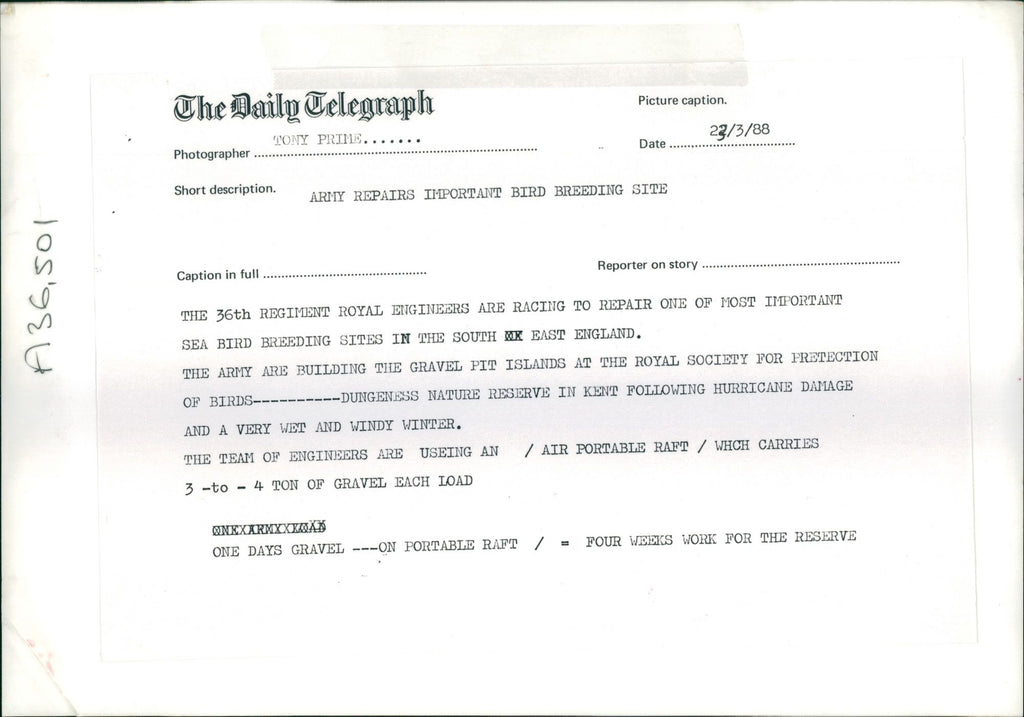 The Daily Telegraph
Picture caption.
Photographer TONY PRIME.......
Date 23/3/88
Short description. ARMY REPAIRS IMPORTANT BIRD BREEDING SITE
Caption in full
Reporter on story
THE 36th REGIMENT ROYAL ENGINEERS ARE RACING TO REPAIR ONE OF MOST IMPORTANT
SEA BIRD BREEDING SITES IN THE SOUTH EAST ENGLAND.
THE ARMY ARE BUILDING THE GRAVEL PIT ISLANDS AT THE ROYAL SOCIETY FOR PRETECTION
OF BIRDS----------DUNGENESS NATURE RESERVE IN KENT FOLLOWING HURRICANE DAMAGE
AND A VERY WET AND WINDY WINTER.
THE TEAM OF ENGINEERS ARE USEING AN / AIR PORTABLE RAFT / WHCH CARRIES
3 -to - 4 TON OF GRAVEL EACH LOAD
ONE DAYS GRAVEL ---ON PORTABLE RAFT / = FOUR WEEKS WORK FOR THE RESERVE
A36,501